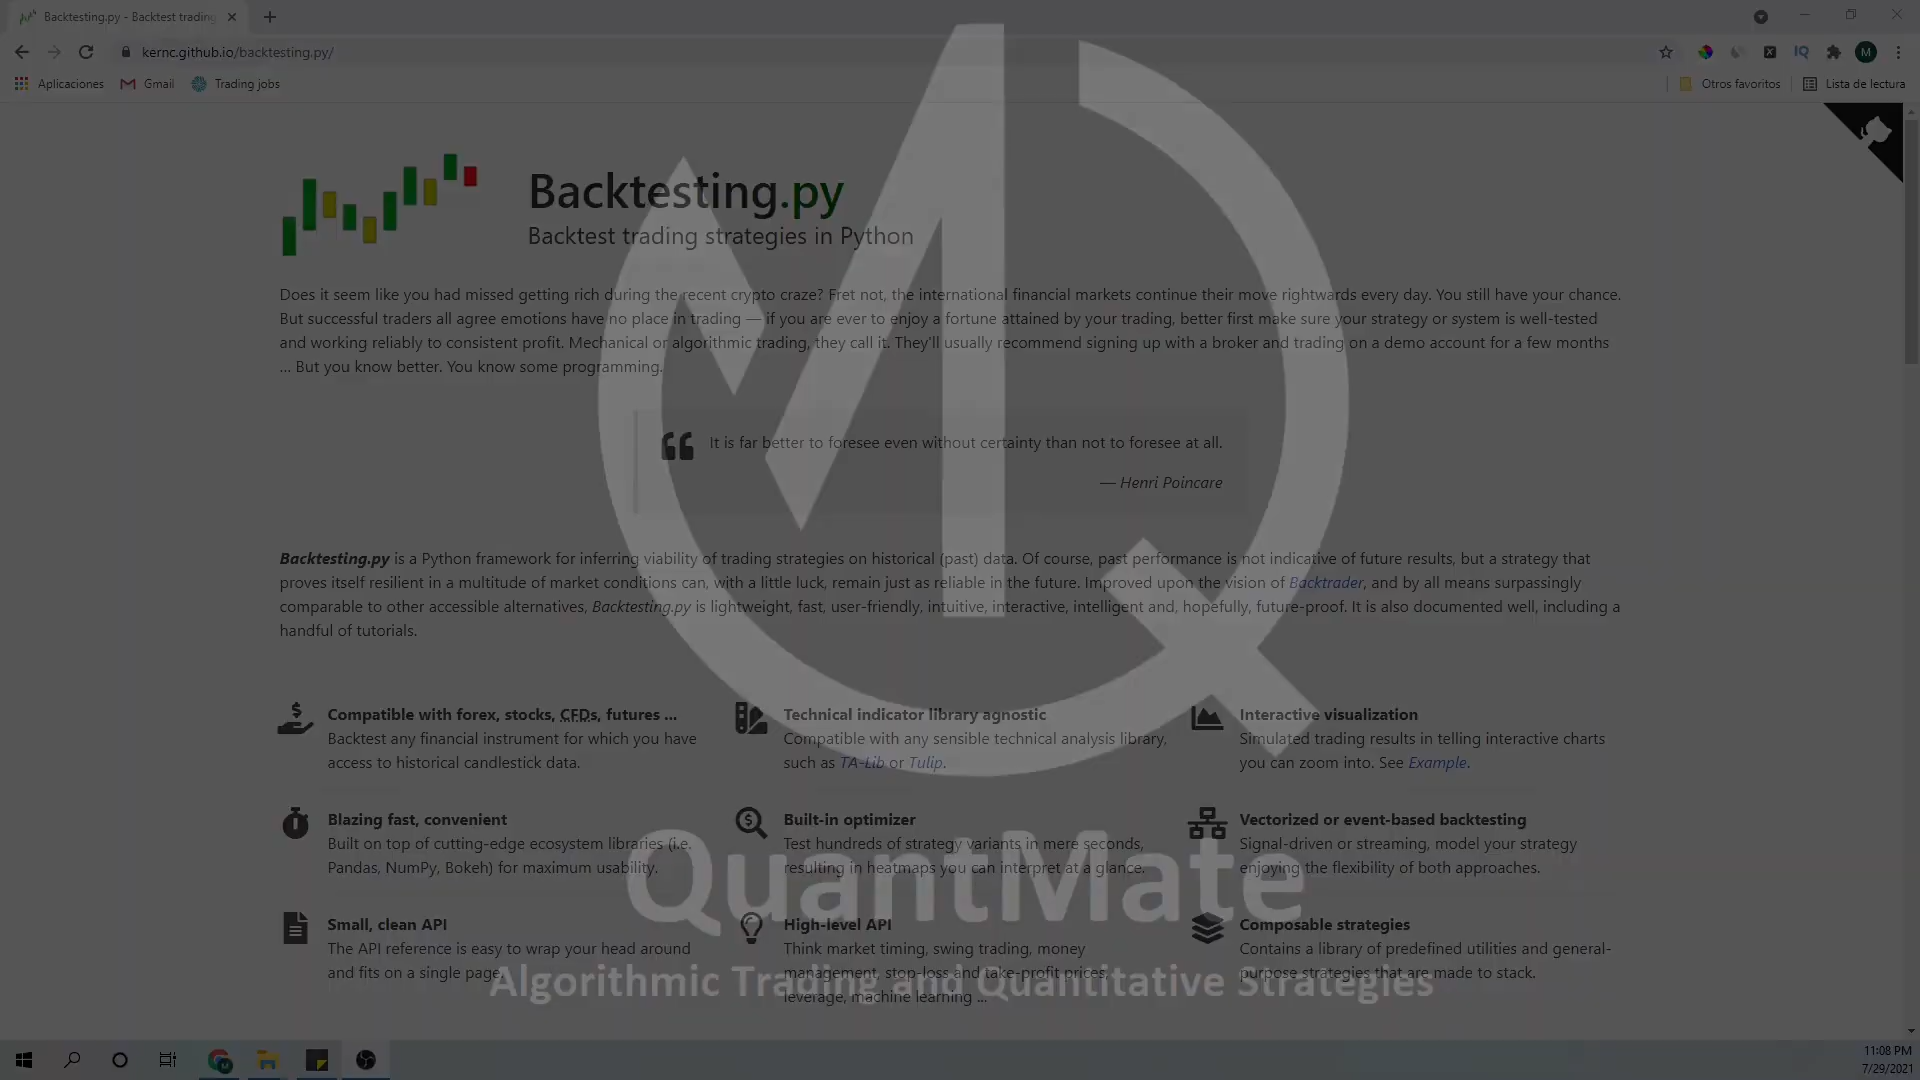 Backtesting.py - Backtest trading
kernc.github.io/backtesting.py/
Aplicaciones
Gmail
Trading jobs
Otros favoritos
Lista de lectura
Backtesting.py
Backtest trading strategies in Python
Does it seem like you had missed getting rich during the recent crypto craze? Fret not, the international financial markets continue their move rightwards every day. You still have your chance.
But successful traders all agree emotions have no place in trading — if you are ever to enjoy a fortune attained by your trading, better first make sure your strategy or system is well-tested
and working reliably to consistent profit. Mechanical or algorithmic trading, they call it. They'll usually recommend signing up with a broker and trading on a demo account for a few months
... But you know better. You know some programming.
It is far better to foresee even without certainty than not to foresee at all.
— Henri Poincare
Backtesting.py is a Python framework for inferring viability of trading strategies on historical (past) data. Of course, past performance is not indicative of future results, but a strategy that
proves itself resilient in a multitude of market conditions can, with a little luck, remain just as reliable in the future. Improved upon the vision of Backtrader, and by all means surpassingly
comparable to other accessible alternatives, Backtesting.py is lightweight, fast, user-friendly, intuitive, interactive, intelligent and, hopefully, future-proof. It is also documented well, including a
handful of tutorials.
Compatible with forex, stocks, CFDs, futures ...
Backtest any financial instrument for which you have
access to historical candlestick data.
Technical indicator library agnostic
Compatible with any sensible technical analysis library,
such as TA-Lib or Tulip.
Interactive visualization
Simulated trading results in telling interactive charts
you can zoom into. See Example.
Blazing fast, convenient
Built on top of cutting-edge ecosystem libraries (i.e.
Pandas, NumPy, Bokeh) for maximum usability.
Built-in optimizer
Test hundreds of strategy variants in mere seconds,
resulting in heatmaps you can interpret at a glance.
Vectorized or event-based backtesting
Signal-driven or streaming, model your strategy
enjoying the flexibility of both approaches.
Small, clean API
The API reference is easy to wrap your head around
and fits on a single page.
High-level API
Think market timing, swing trading, money
management, stop-loss and take-profit prices,
leverage, machine learning ...
Composable strategies
Contains a library of predefined utilities and general-
purpose strategies that are made to stack.
QuantMate
Algorithmic Trading and Quantitative Strategies
11:08 PM
7/29/2021